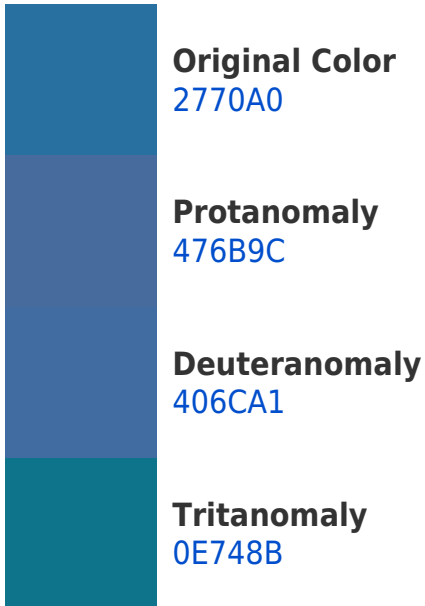 Original Color
2770A0
Protanomaly
476B9C
Deuteranomaly
406CA1
Tritanomaly
0E748B